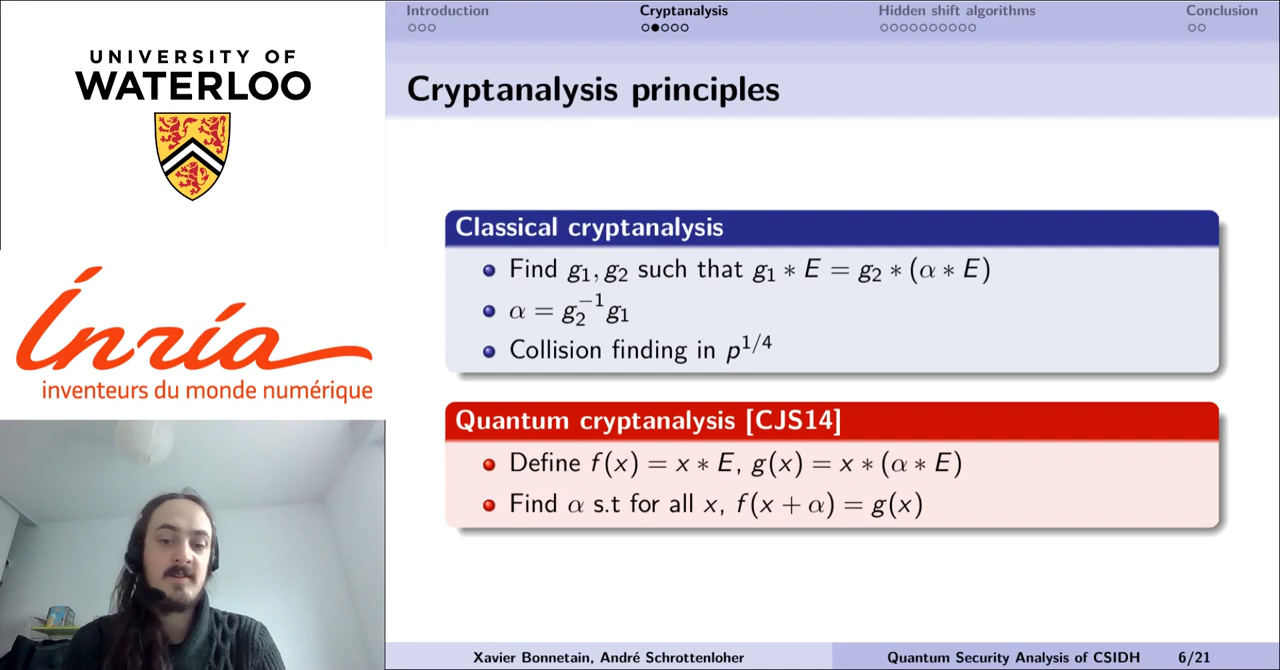 UNIVERSITY OF
WATERLOO
Inria
inventeurs du monde numérique
Introduction
Cryptanalysis
Hidden shift algorithms
Conclusion
Cryptanalysis principles
Classical cryptanalysis
Find g₁, g₂ such that g₁ ∗ E = g₂ ∗ (α ∗ E)
α = g₂⁻¹g₁
Collision finding in p^{1/4}
Quantum cryptanalysis [CJS14]
Define f(x) = x ∗ E, g(x) = x ∗ (α ∗ E)
Find α s.t for all x, f(x + α) = g(x)
Xavier Bonnetain, André Schrottenloher
Quantum Security Analysis of CSIDH
6/21